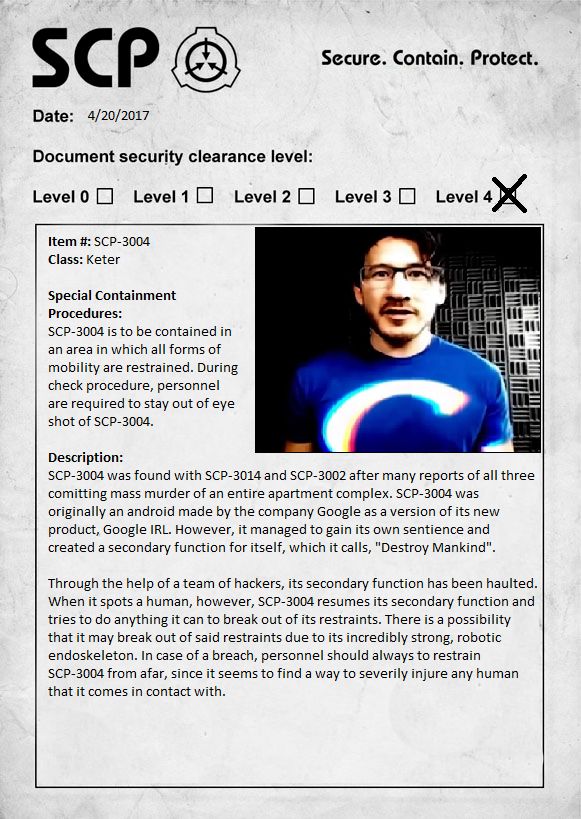 SCP
Secure. Contain. Protect.
Date: 4/20/2017
Document security clearance level:
Level 0 Level 1 Level 2 Level 3 Level 4
Item #: SCP-3004
Class: Keter
Special Containment
Procedures:
SCP-3004 is to be contained in
an area in which all forms of
mobility are restrained. During
check procedure, personnel
are required to stay out of eye
shot of SCP-3004.
Description:
SCP-3004 was found with SCP-3014 and SCP-3002 after many reports of all three
comitting mass murder of an entire apartment complex. SCP-3004 was
originally an android made by the company Google as a version of its new
product, Google IRL. However, it managed to gain its own sentience and
created a secondary function for itself, which it calls, "Destroy Mankind".
Through the help of a team of hackers, its secondary function has been haulted.
When it spots a human, however, SCP-3004 resumes its secondary function and
tries to do anything it can to break out of its restraints. There is a possibility
that it may break out of said restraints due to its incredibly strong, robotic
endoskeleton. In case of a breach, personnel should always to restrain
SCP-3004 from afar, since it seems to find a way to severily injure any human
that it comes in contact with.